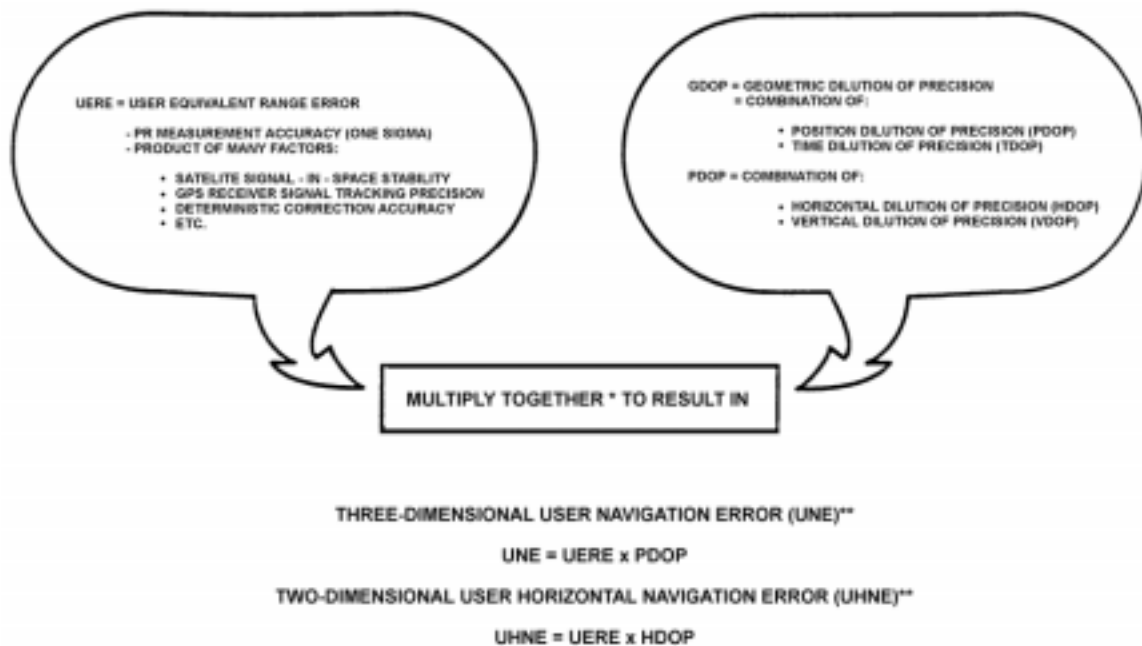 UERE = USER EQUIVALENT RANGE ERROR
- PR MEASUREMENT ACCURACY (ONE SIGMA)
- PRODUCT OF MANY FACTORS:
• SATELITE SIGNAL - IN - SPACE STABILITY
• GPS RECEIVER SIGNAL TRACKING PRECISION
• DETERMINISTIC CORRECTION ACCURACY
• ETC.
GDOP = GEOMETRIC DILUTION OF PRECISION
= COMBINATION OF:
• POSITION DILUTION OF PRECISION (PDOP)
• TIME DILUTION OF PRECISION (TDOP)
PDOP = COMBINATION OF:
• HORIZONTAL DILUTION OF PRECISION (HDOP)
• VERTICAL DILUTION OF PRECISION (VDOP)
MULTIPLY TOGETHER * TO RESULT IN
THREE-DIMENSIONAL USER NAVIGATION ERROR (UNE)**
UNE = UERE x PDOP
TWO-DIMENSIONAL USER HORIZONTAL NAVIGATION ERROR (UHNE)**
UHNE = UERE x HDOP